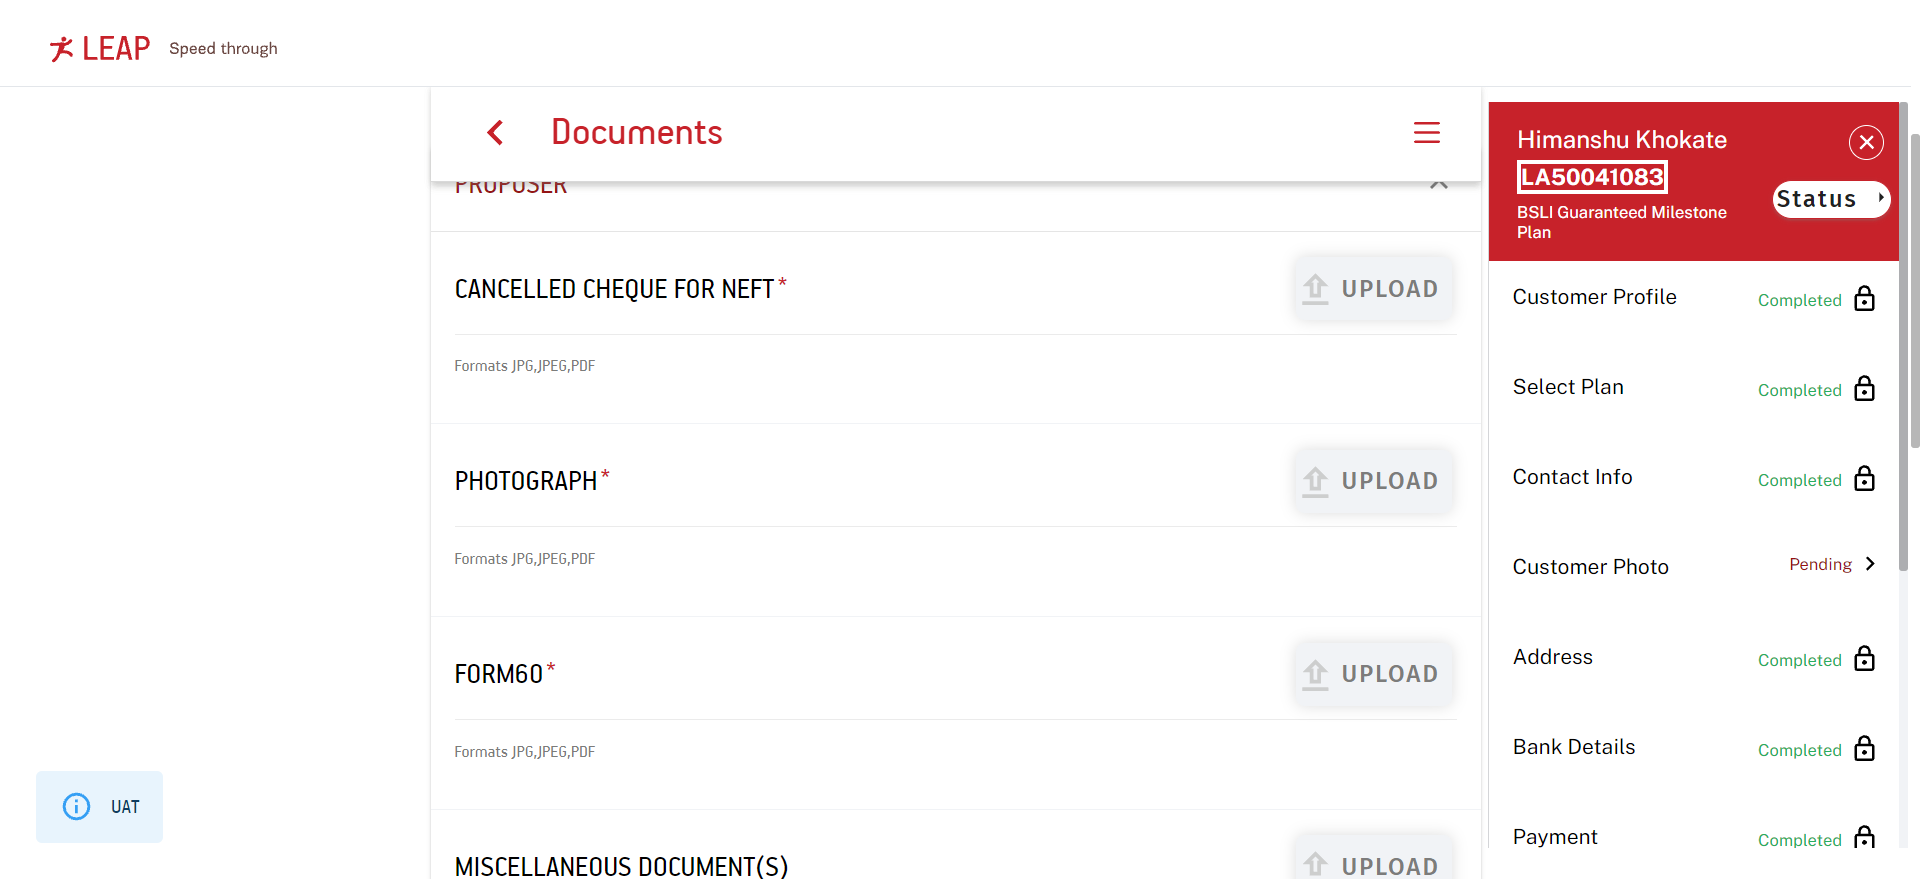 LEAP Speed through
Documents
PROPOSER
CANCELLED CHEQUE FOR NEFT*
UPLOAD
Formats JPG,JPEG,PDF
PHOTOGRAPH*
UPLOAD
Formats JPG,JPEG,PDF
FORM60*
UPLOAD
Formats JPG,JPEG,PDF
MISCELLANEOUS DOCUMENT(S)
UPLOAD
Himanshu Khokate
LA50041083
BSLI Guaranteed Milestone
Plan
Status
Customer Profile Completed
Select Plan Completed
Contact Info Completed
Customer Photo Pending
Address Completed
Bank Details Completed
Payment Completed
UAT